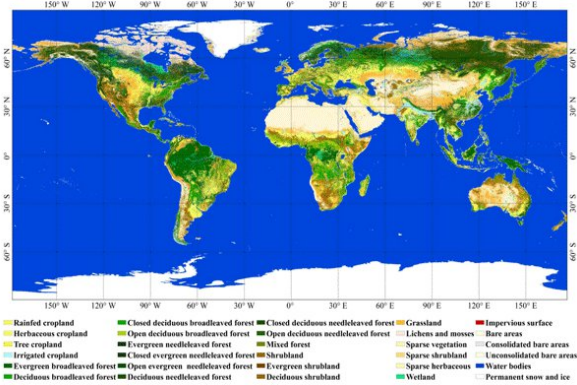 150° W 120° W 90° W 60° W 30° W 0° 30° E 60° E 90° E 120° E 150° E
60° N 60° N
30° N 30° N
0° 0°
30° S 30° S
60° S 60° S
150° W 120° W 90° W 60° W 30° W 0° 30° E 60° E 90° E 120° E 150° E
Rainfed cropland Closed deciduous broadleaved forest Closed deciduous needleleaved forest Grassland Impervious surface
Herbaceous cropland Open deciduous broadleaved forest Open deciduous needleleaved forest Lichens and mosses Bare areas
Tree cropland Evergreen needleleaved forest Mixed forest Sparse vegetation Consolidated bare areas
Irrigated cropland Closed evergreen needleleaved forest Shrubland Sparse shrubland Unconsolidated bare areas
Evergreen broadleaved forest Open evergreen needleleaved forest Evergreen shrubland Sparse herbaceous Water bodies
Deciduous broadleaved forest Deciduous needleleaved forest Deciduous shrubland Wetland Permanent snow and ice